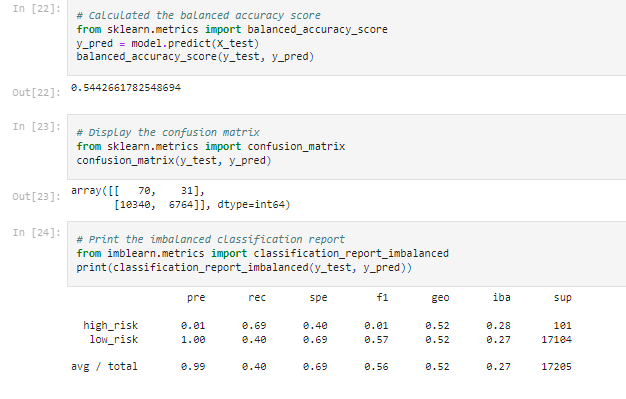 In [22]:
# Calculated the balanced accuracy score
from sklearn.metrics import balanced_accuracy_score
y_pred = model.predict(X_test)
balanced_accuracy_score(y_test, y_pred)
Out[22]: 0.5442661782548694
In [23]:
# Display the confusion matrix
from sklearn.metrics import confusion_matrix
confusion_matrix(y_test, y_pred)
Out[23]: array([[   70,    31],
       [10340,  6764]], dtype=int64)
In [24]:
# Print the imbalanced classification report
from imblearn.metrics import classification_report_imbalanced
print(classification_report_imbalanced(y_test, y_pred))
pre rec spe f1 geo iba sup
high_risk 0.01 0.69 0.40 0.01 0.52 0.28 101
low_risk 1.00 0.40 0.69 0.57 0.52 0.27 17104
avg / total 0.99 0.40 0.69 0.56 0.52 0.27 17205